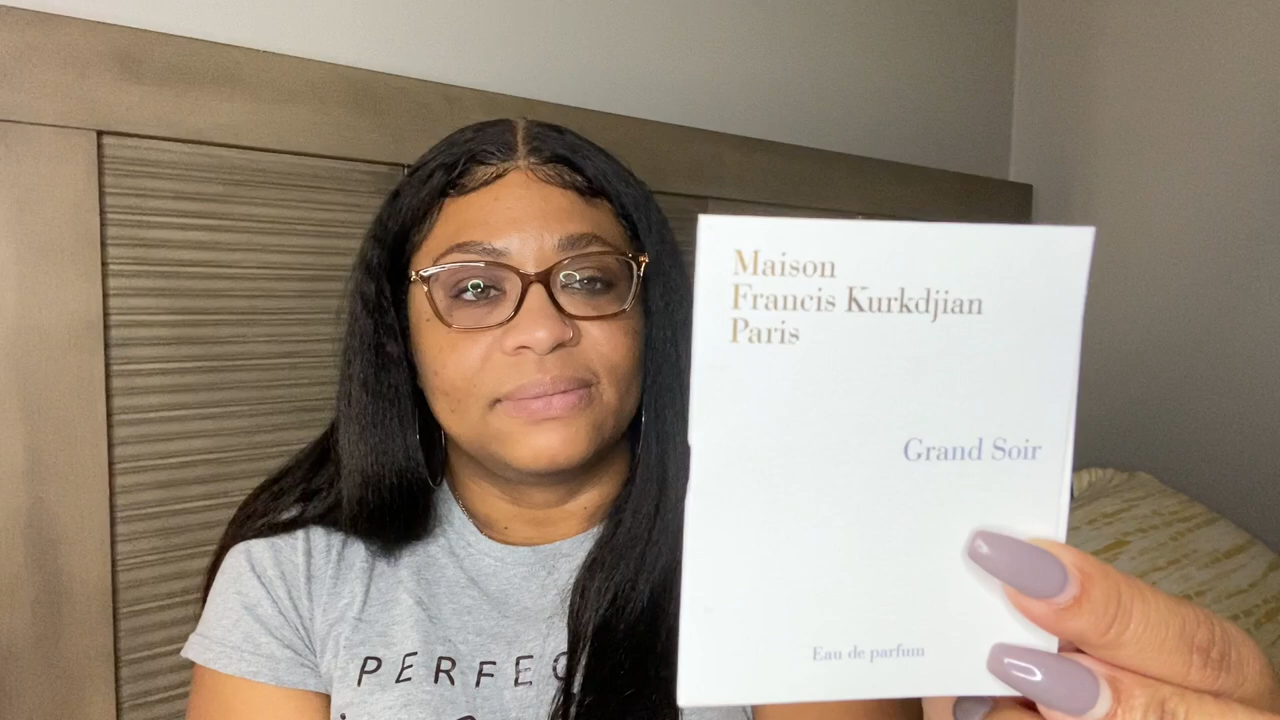 Maison
Francis Kurkdjian
Paris
Grand Soir
Eau de parfum
PERFEC